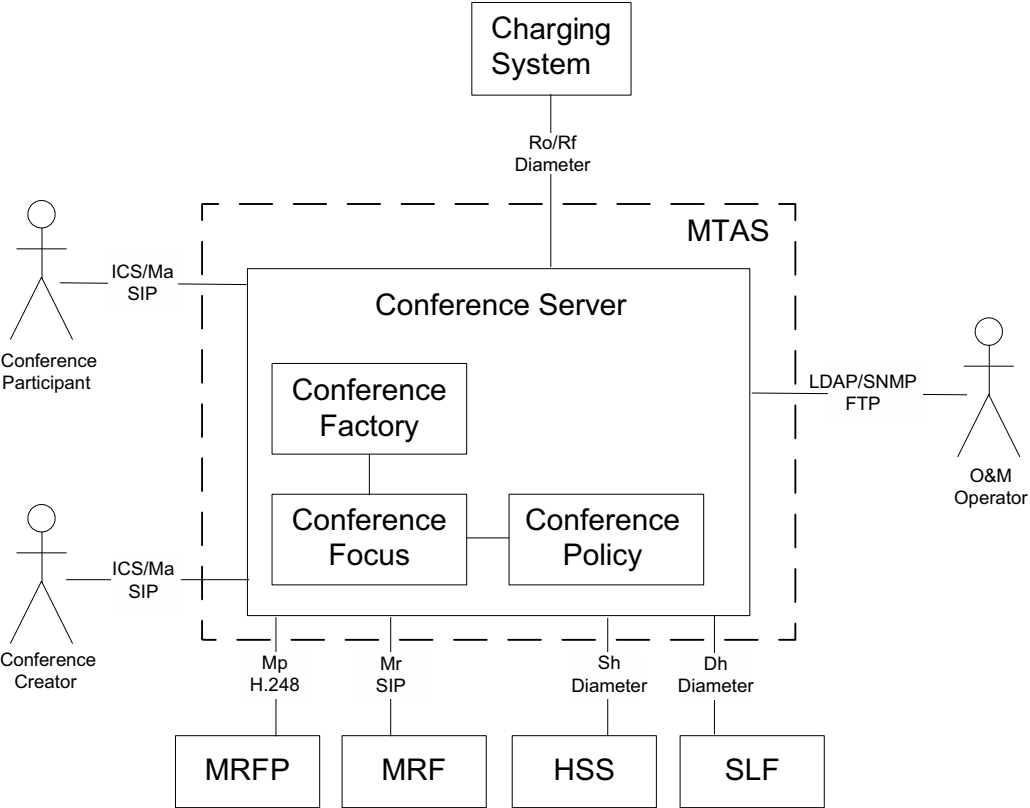 Charging
System
Ro/Rf
Diameter
MTAS
ICS/Ma
SIP
Conference
Participant
Conference Server
Conference
Factory
LDAP/SNMP
FTP
O&M
Operator
Conference
Focus
Conference
Policy
ICS/Ma
SIP
Conference
Creator
Mp
H.248
Mr
SIP
Sh
Diameter
Dh
Diameter
MRFP
MRF
HSS
SLF